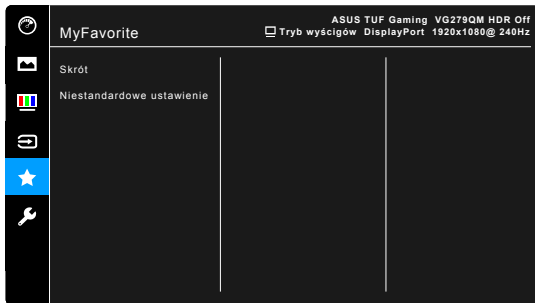 ASUS TUF Gaming VG279QM HDR Off
MyFavorite
Tryb wyścigów DisplayPort 1920x1080@ 240Hz
Skrót
Niestandardowe ustawienie